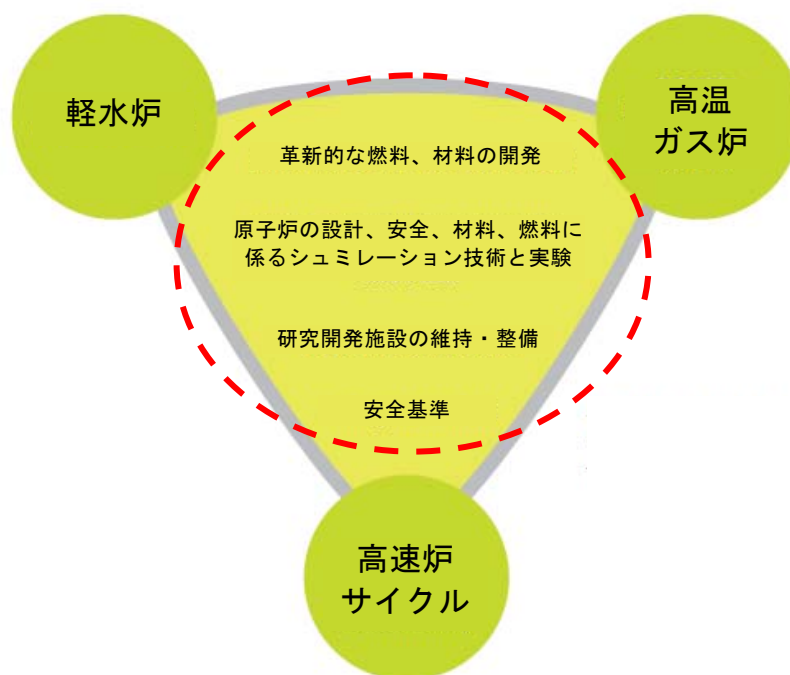 軽水炉
高温
ガス炉
革新的な燃料、材料の開発
原子炉の設計、安全、材料、燃料に
係るシュミレーション技術と実験
研究開発施設の維持・整備
安全基準
高速炉
サイクル